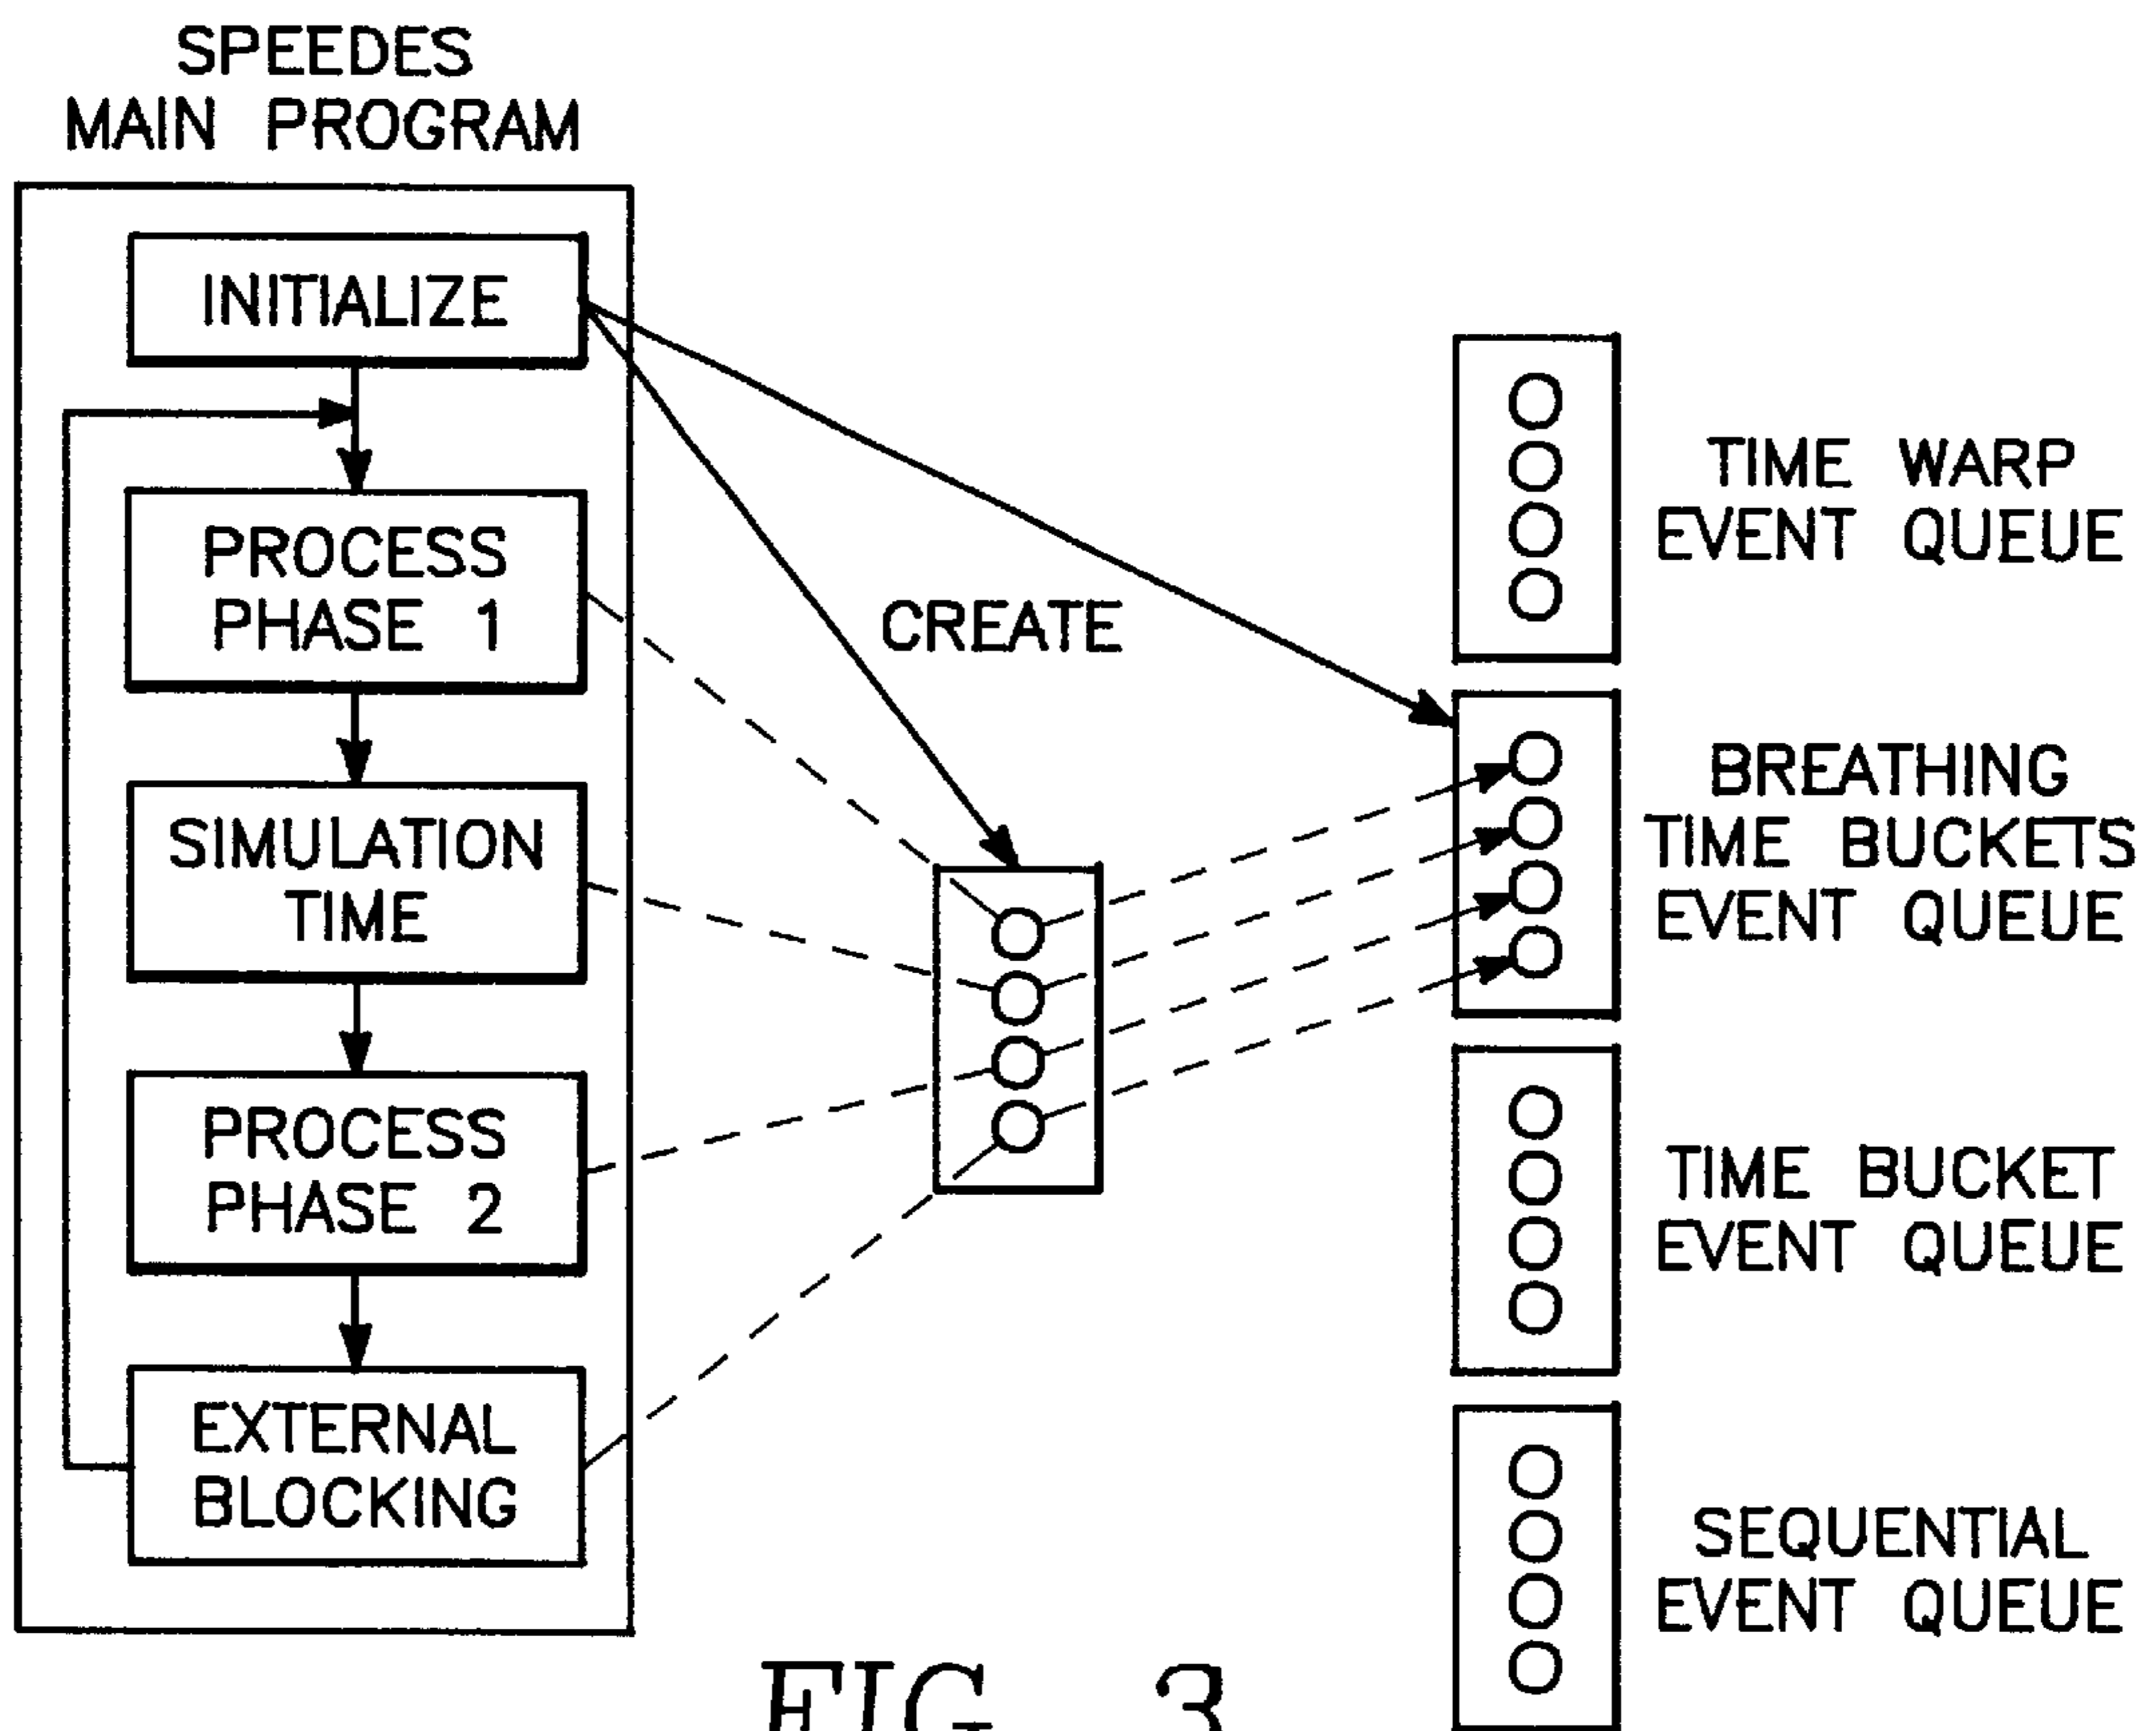 SPEEDES
MAIN PROGRAM
INITIALIZE
PROCESS
PHASE 1
SIMULATION
TIME
PROCESS
PHASE 2
EXTERNAL
BLOCKING
CREATE
TIME WARP
EVENT QUEUE
BREATHING
TIME BUCKETS
EVENT QUEUE
TIME BUCKET
EVENT QUEUE
SEQUENTIAL
EVENT QUEUE
FIG. 3